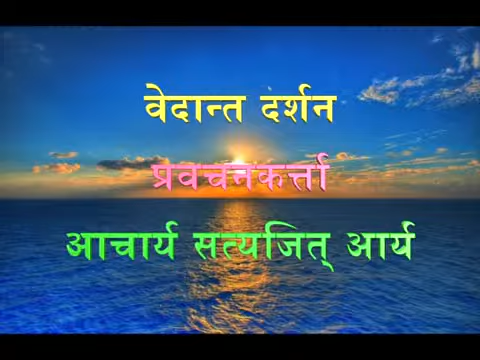 वेदान्त दर्शन
प्रवचनकर्त्ता
आचार्य सत्यजित् आर्य